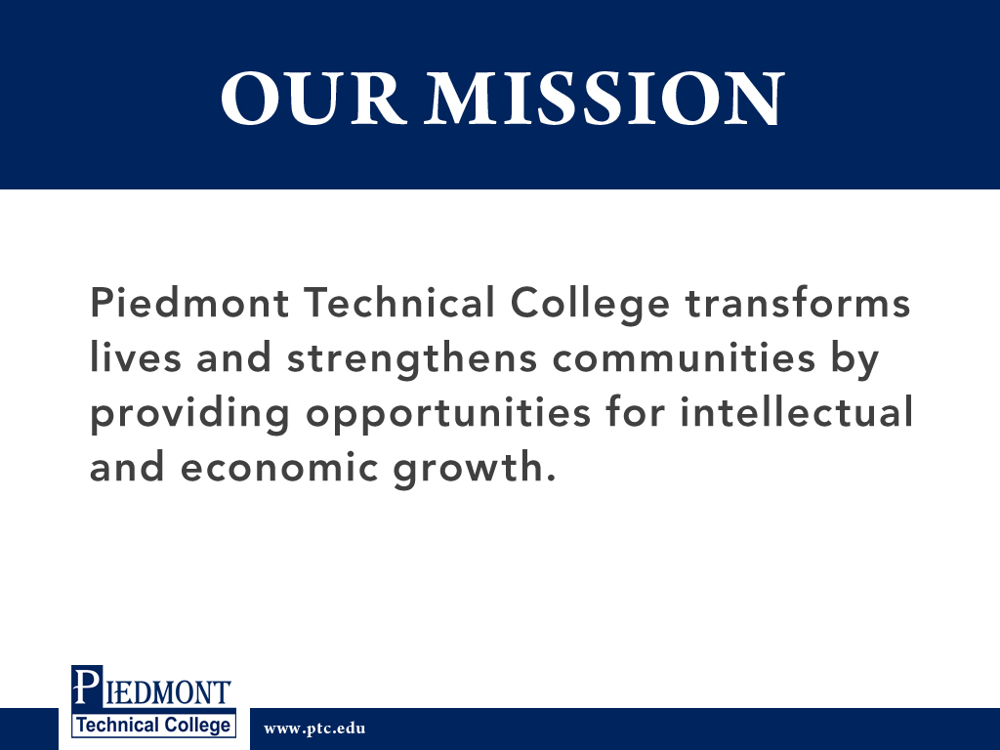 OUR MISSION
Piedmont Technical College transforms
lives and strengthens communities by
providing opportunities for intellectual
and economic growth.
PIEDMONT
Technical College
www.ptc.edu